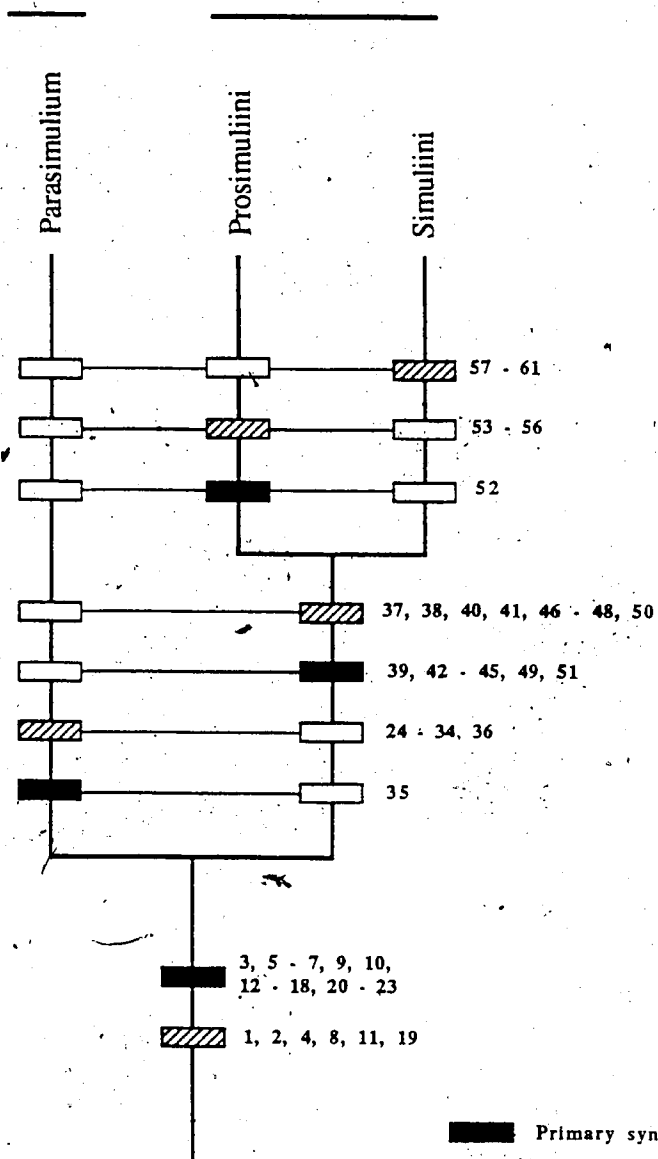 Parasimulium
Prosimuliini
Simuliini
57 - 61
53 - 56
52
37, 38, 40, 41, 46 - 48, 50
39, 42 - 45, 49, 51
24 - 34, 36
35
3, 5 - 7, 9, 10,
12 - 18, 20 - 23
1, 2, 4, 8, 11, 19
Primary syn